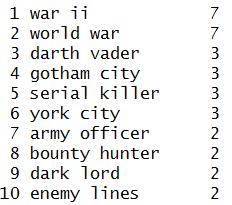 1 war ii 7
2 world war 7
3 darth vader 3
4 gotham city 3
5 serial killer 3
6 york city 3
7 army officer 2
8 bounty hunter 2
9 dark lord 2
10 enemy lines 2